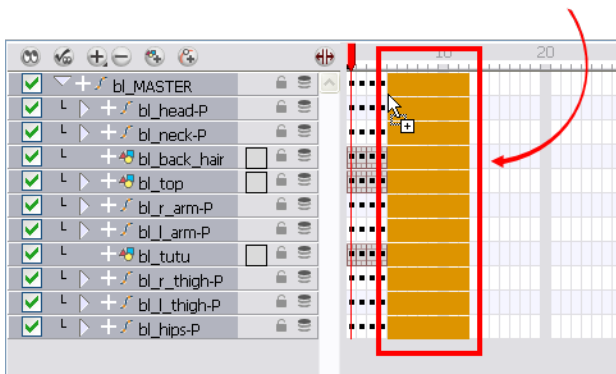 10
20
bl_MASTER
bl_head-P
bl_neck-P
bl_back_hair
bl_top
bl_r_arm-P
bl_l_arm-P
bl_tutu
bl_r_thigh-P
bl_l_thigh-P
bl_hips-P